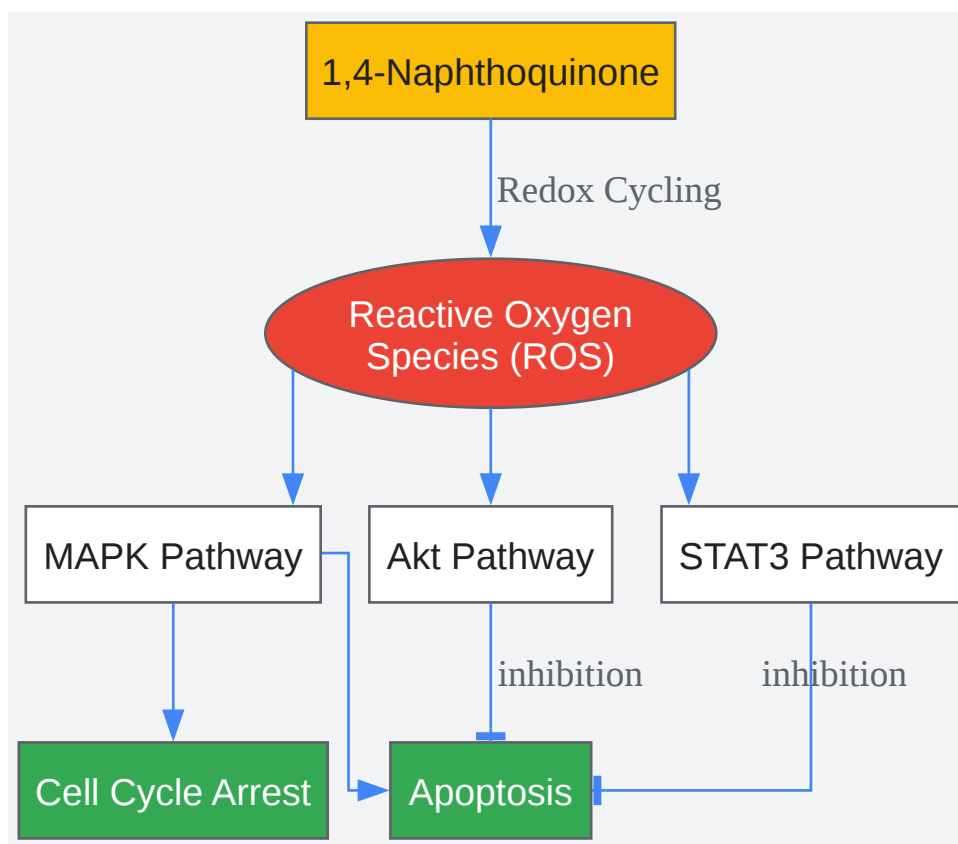 1,4-Naphthoquinone
Redox Cycling
Reactive Oxygen
Species (ROS)
MAPK Pathway
Akt Pathway
STAT3 Pathway
inhibition
inhibition
Cell Cycle Arrest
Apoptosis